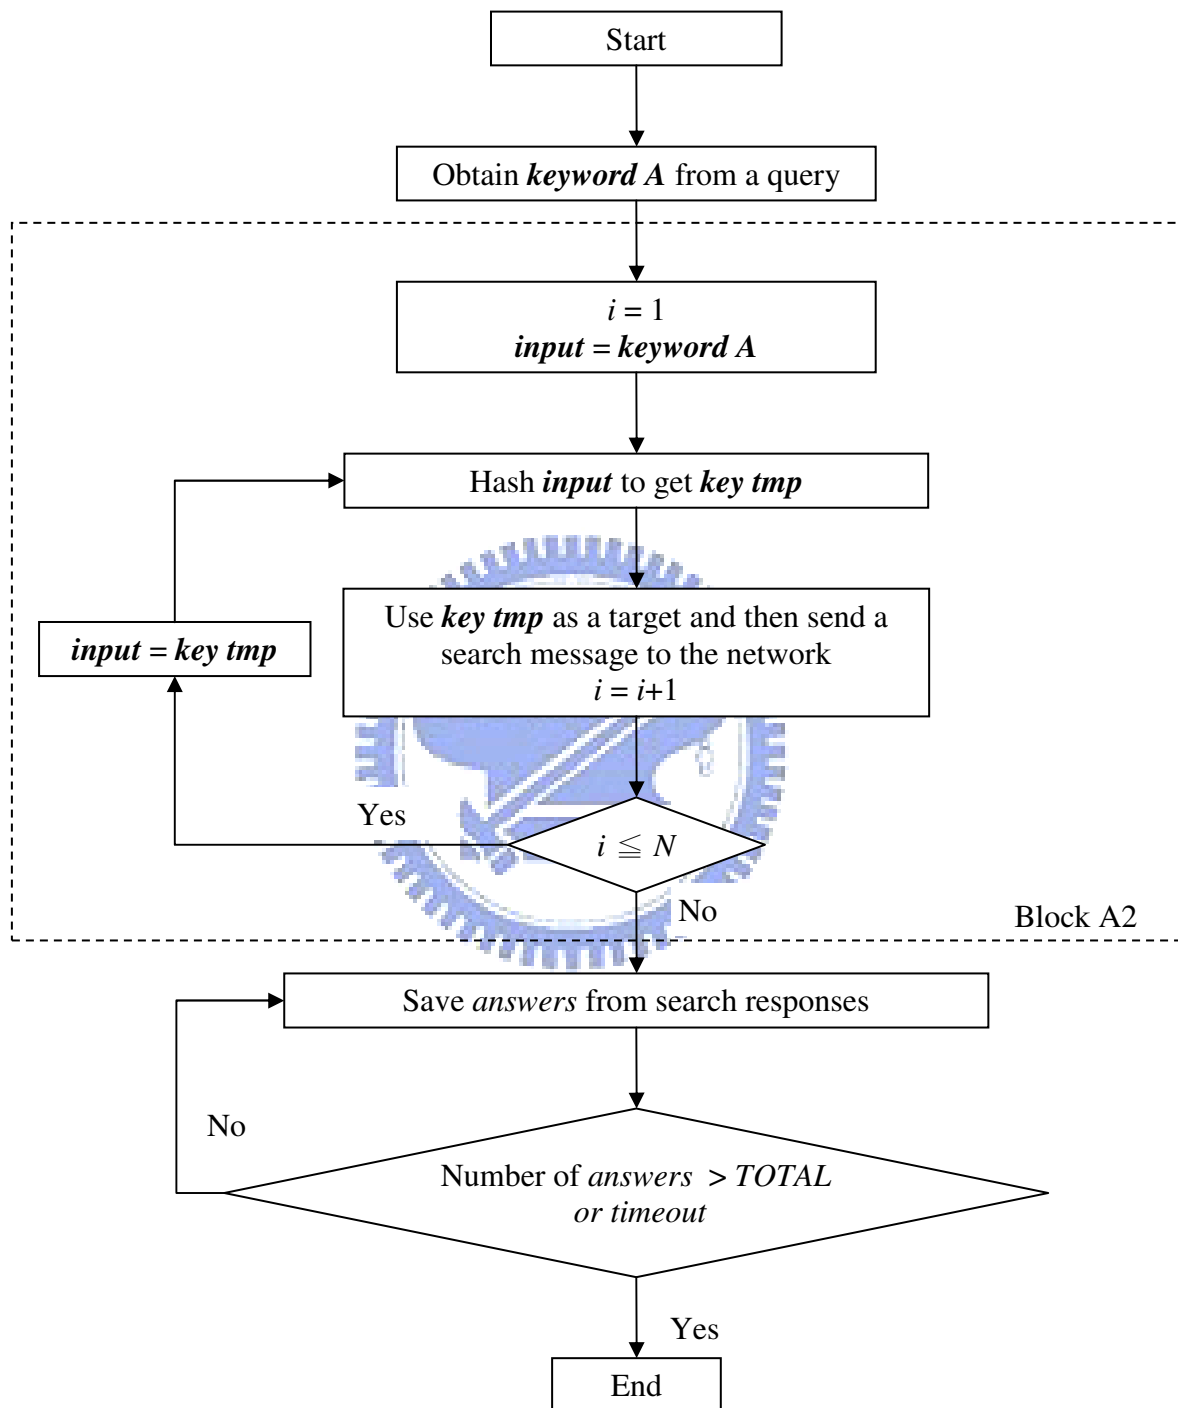 Start
Obtain keyword A from a query
i = 1
input = keyword A
Hash input to get key tmp
Use key tmp as a target and then send a
search message to the network
i = i+1
input = key tmp
Yes
i ≦ N
No
Block A2
Save answers from search responses
No
Number of answers > TOTAL
or timeout
Yes
End